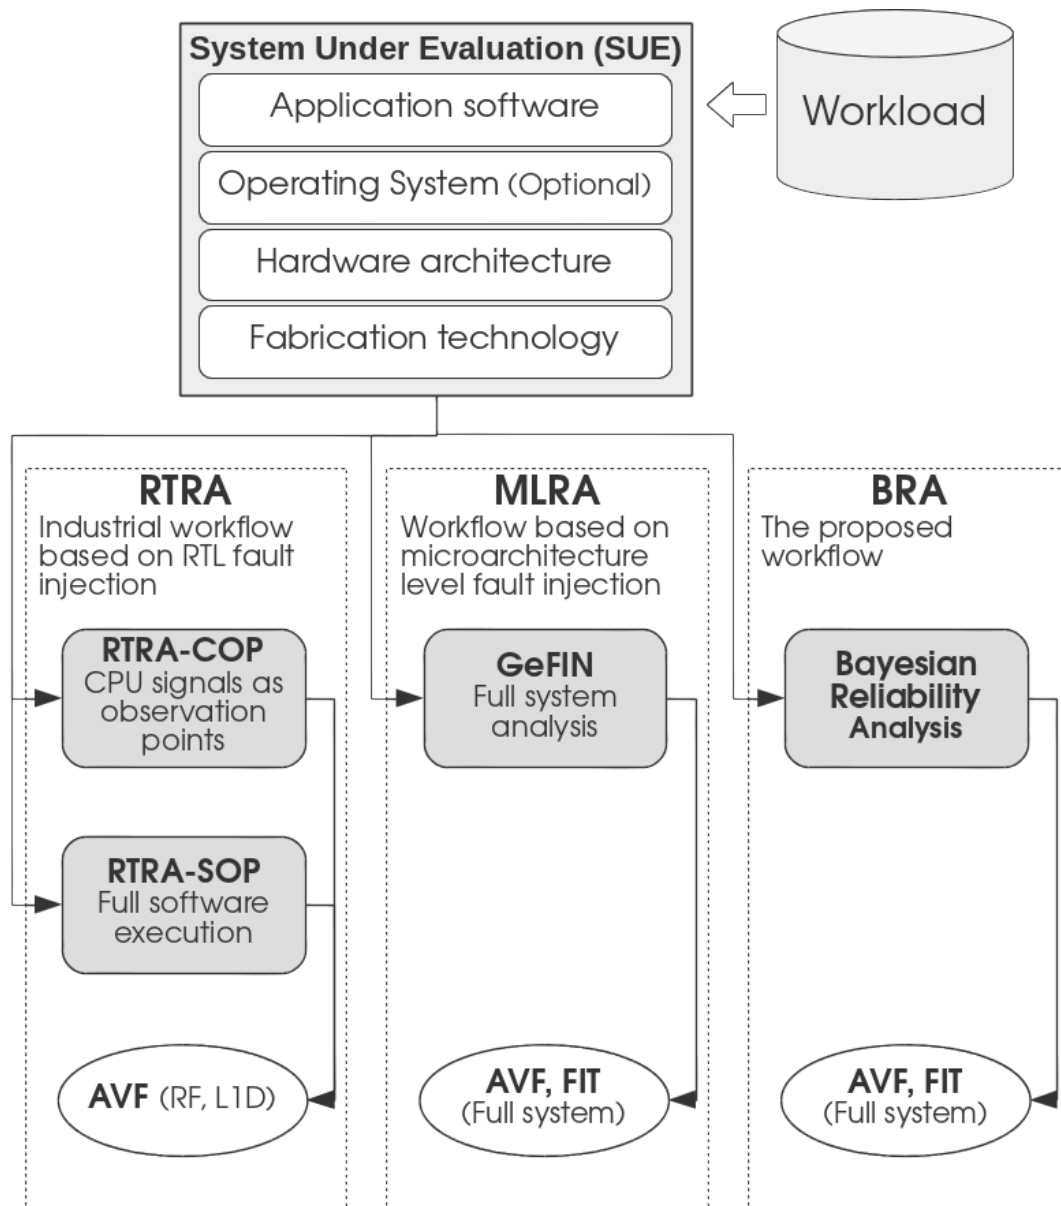 System Under Evaluation (SUE)
Application software
Operating System (Optional)
Hardware architecture
Fabrication technology
Workload
RTRA
Industrial workflow
based on RTL fault
injection
RTRA-COP
CPU signals as
observation
points
RTRA-SOP
Full software
execution
AVF (RF, L1D)
MLRA
Workflow based on
microarchitecture
level fault injection
GeFIN
Full system
analysis
AVF, FIT
(Full system)
BRA
The proposed
workflow
Bayesian
Reliability
Analysis
AVF, FIT
(Full system)